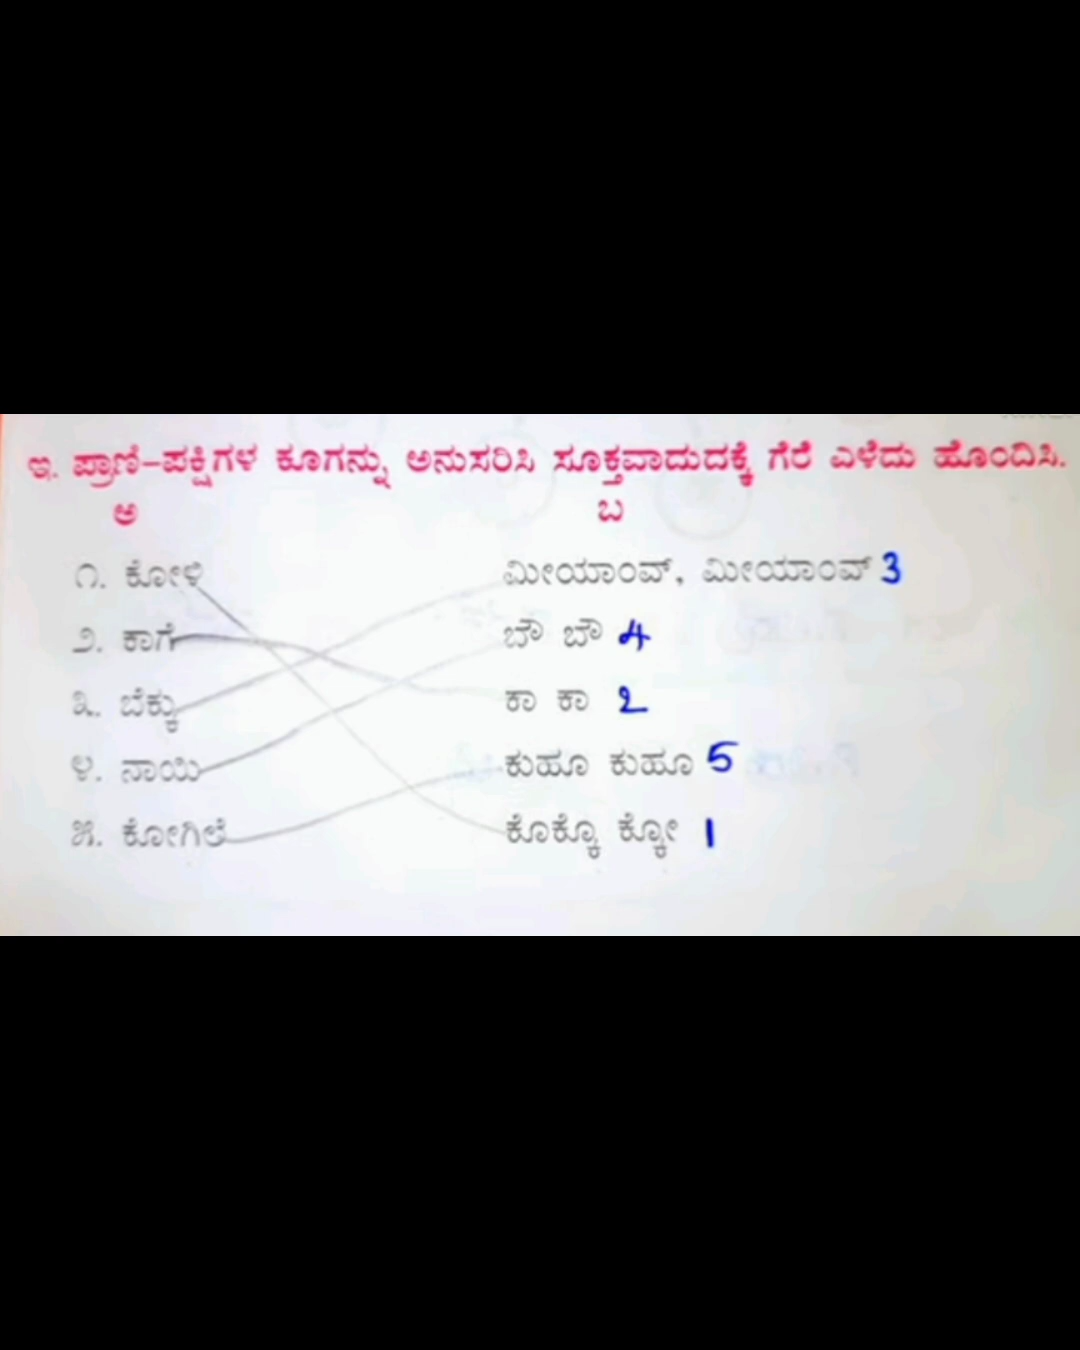 ಇ. ಪ್ರಾಣಿ-ಪಕ್ಷಿಗಳ ಕೂಗನ್ನು ಅನುಸರಿಸಿ ಸೂಕ್ತವಾದುದಕ್ಕೆ ಗೆರೆ ಎಳೆದು ಹೊಂದಿಸಿ.
ಅ ಬ
೧. ಕೋಳಿ ಮೀಯಾಂವ್, ಮೀಯಾಂವ್ 3
೨. ಕಾಗೆ ಬೌ ಬೌ 4
೩. ಬೆಕ್ಕು ಕಾ ಕಾ 2
೪. ನಾಯಿ ಕುಹೂ ಕುಹೂ 5
೫. ಕೋಗಿಲೆ ಕೊಕ್ಕೊ ಕ್ಕೋ 1